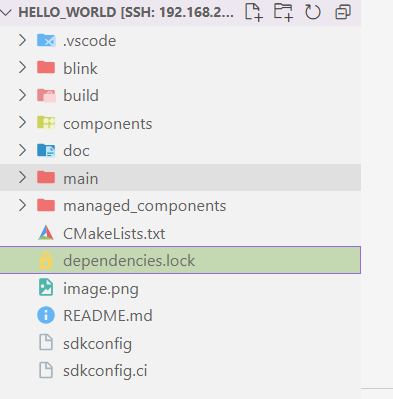 HELLO_WORLD [SSH: 192.168.2...
.vscode
blink
build
components
doc
main
managed_components
CMakeLists.txt
dependencies.lock
image.png
README.md
sdkconfig
sdkconfig.ci